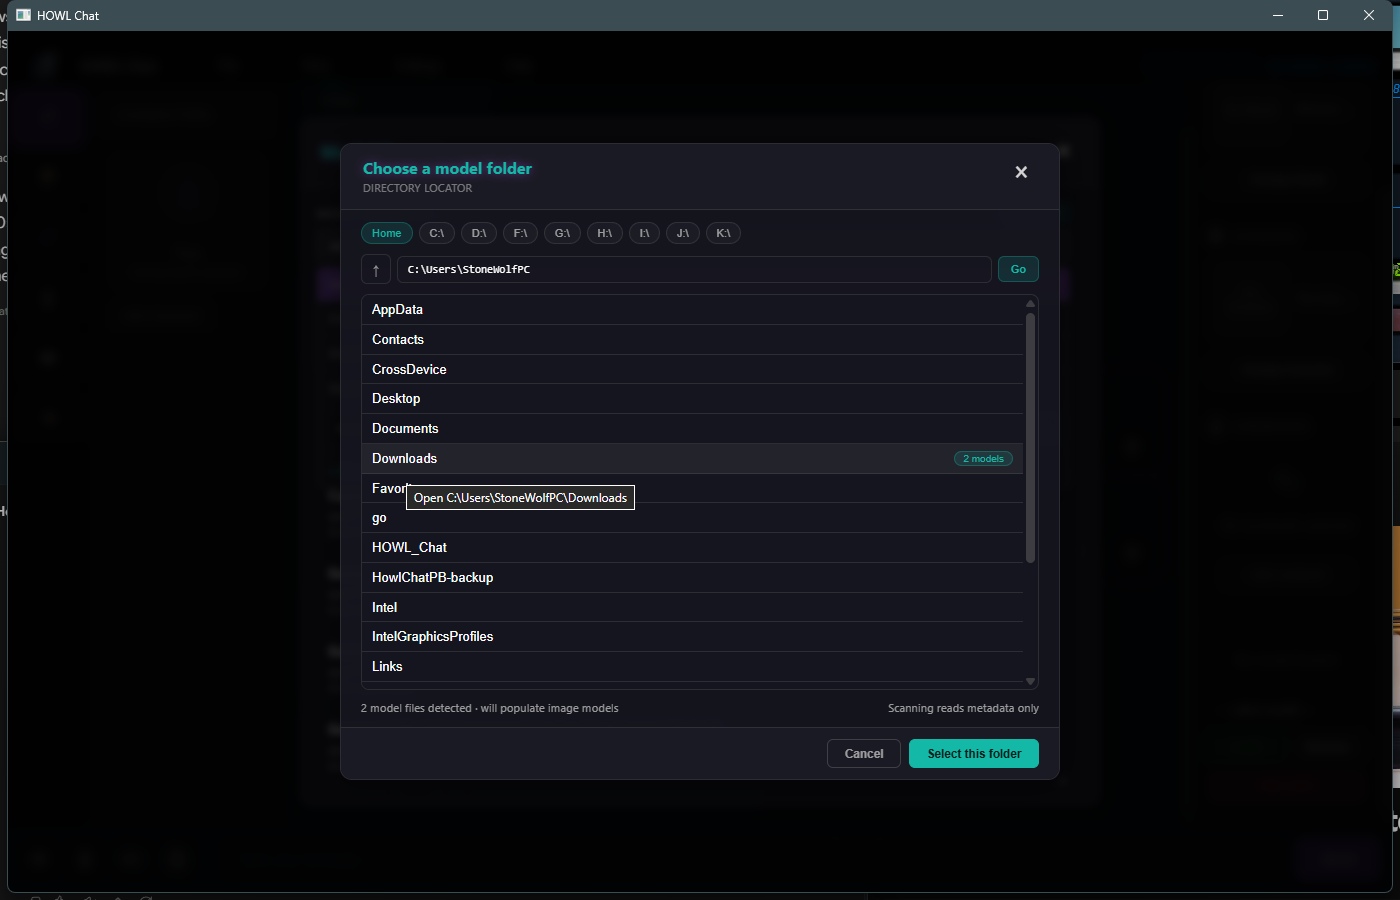 HOWL Chat
Choose a model folder
DIRECTORY LOCATOR
Home C:\ D:\ F:\ G:\ H:\ I:\ J:\ K:\
C:\Users\StoneWolfPC Go
AppData
Contacts
CrossDevice
Desktop
Documents
Downloads 2 models
Open C:\Users\StoneWolfPC\Downloads
go
HOWL_Chat
HowlChatPB-backup
Intel
IntelGraphicsProfiles
Links
2 model files detected · will populate image models Scanning reads metadata only
Cancel Select this folder